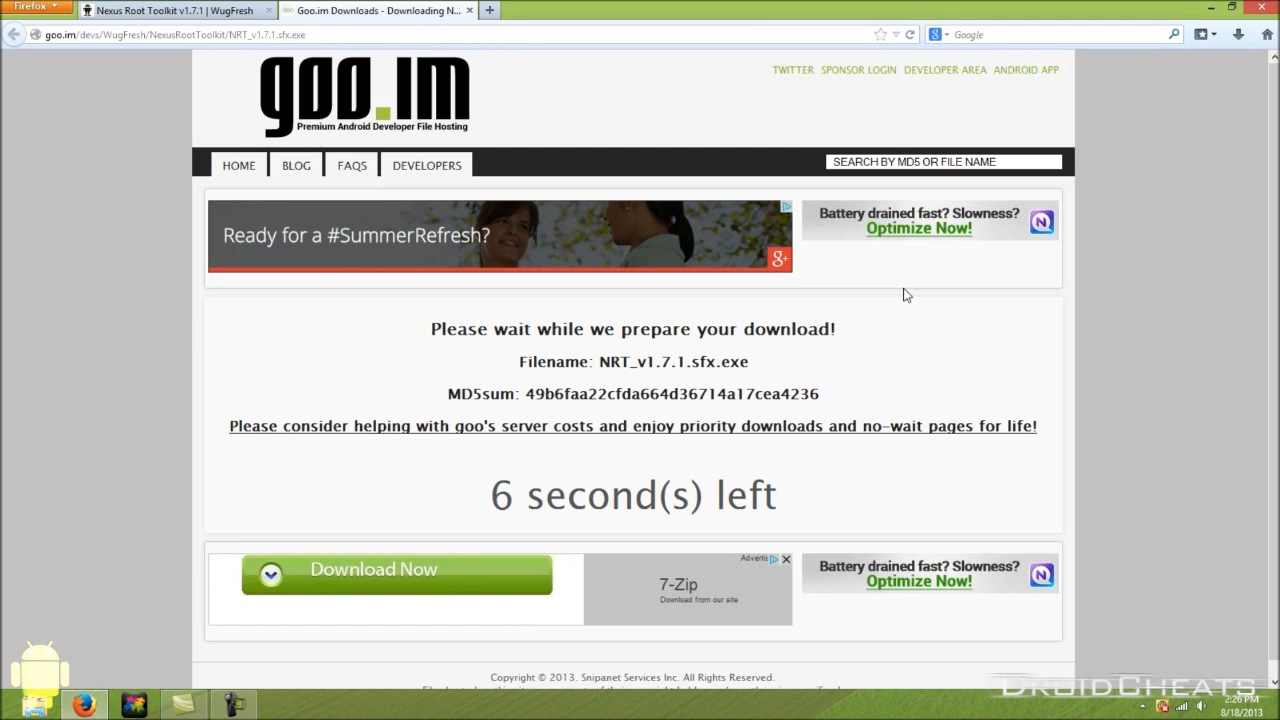 Firefox
Nexus Root Toolkit v1.7.1 | WugFresh
Goo.im Downloads - Downloading N...
goo.im/devs/WugFresh/NexusRootToolkit/NRT_v1.7.1.sfx.exe
Google
goo.im
Premium Android Developer File Hosting
TWITTER SPONSOR LOGIN DEVELOPER AREA ANDROID APP
HOME BLOG FAQS DEVELOPERS
SEARCH BY MD5 OR FILE NAME
Ready for a #SummerRefresh?
g+
Battery drained fast? Slowness?
Optimize Now!
N
Please wait while we prepare your download!
Filename: NRT_v1.7.1.sfx.exe
MD5sum: 49b6faa22cfda664d36714a17cea4236
Please consider helping with goo's server costs and enjoy priority downloads and no-wait pages for life!
6 second(s) left
Download Now
Advertis
7-Zip
Download from our site
Battery drained fast? Slowness?
Optimize Now!
N
Copyright © 2013. Snipanet Services Inc. All Rights Reserved.
DROIDCHEATS
2:26 PM
8/18/2013